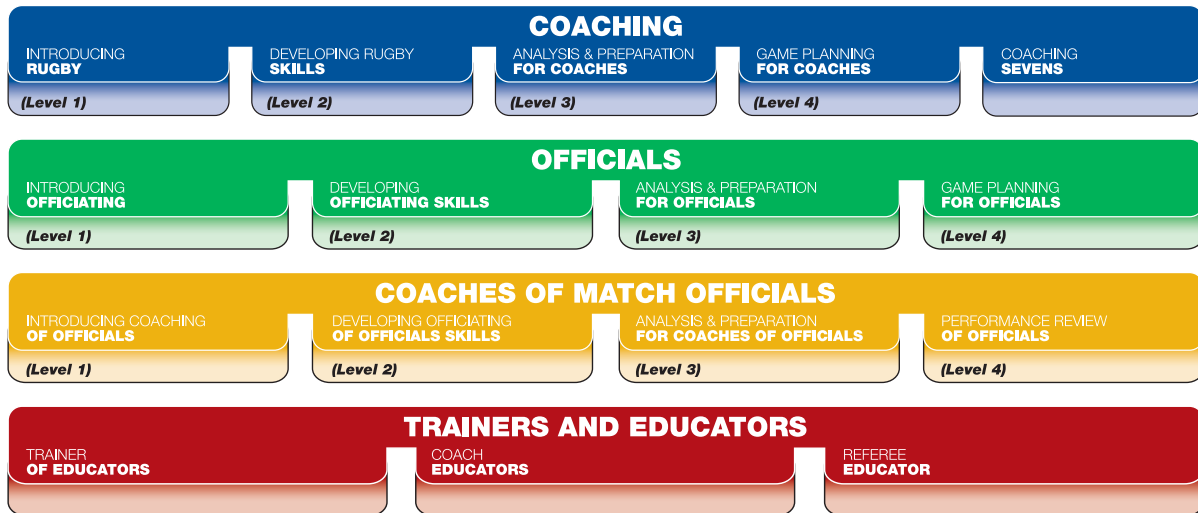 COACHING
INTRODUCING
RUGBY
(Level 1)
DEVELOPING RUGBY
SKILLS
(Level 2)
ANALYSIS & PREPARATION
FOR COACHES
(Level 3)
GAME PLANNING
FOR COACHES
(Level 4)
COACHING
SEVENS
OFFICIALS
INTRODUCING
OFFICIATING
(Level 1)
DEVELOPING
OFFICIATING SKILLS
(Level 2)
ANALYSIS & PREPARATION
FOR OFFICIALS
(Level 3)
GAME PLANNING
FOR OFFICIALS
(Level 4)
COACHES OF MATCH OFFICIALS
INTRODUCING COACHING
OF OFFICIALS
(Level 1)
DEVELOPING OFFICIATING
OF OFFICIALS SKILLS
(Level 2)
ANALYSIS & PREPARATION
FOR COACHES OF OFFICIALS
(Level 3)
PERFORMANCE REVIEW
OF OFFICIALS
(Level 4)
TRAINERS AND EDUCATORS
TRAINER
OF EDUCATORS
COACH
EDUCATORS
REFEREE
EDUCATOR